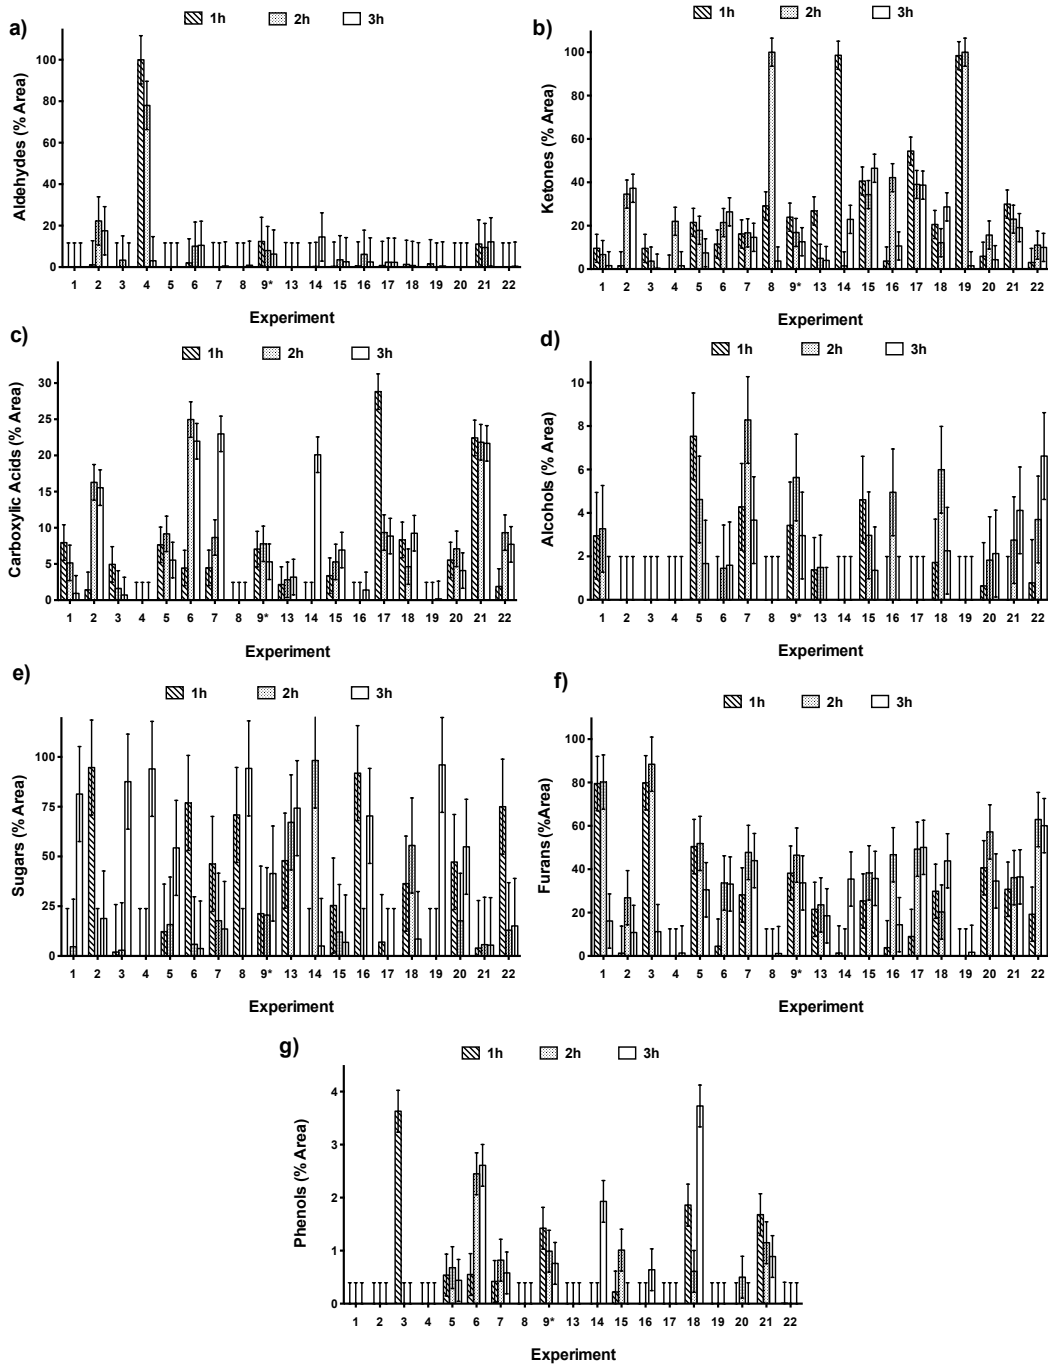 a)
1h 2h 3h
Aldehydes (% Area)
100
80
60
40
20
0
1 2 3 4 5 6 7 8 9* 13 14 15 16 17 18 19 20 21 22
Experiment
b)
1h 2h 3h
Ketones (% Area)
100
80
60
40
20
0
1 2 3 4 5 6 7 8 9* 13 14 15 16 17 18 19 20 21 22
Experiment
c)
1h 2h 3h
Carboxylic Acids (% Area)
30
25
20
15
10
5
0
1 2 3 4 5 6 7 8 9* 13 14 15 16 17 18 19 20 21 22
Experiment
d)
1h 2h 3h
Alcohols (% Area)
10
8
6
4
2
0
1 2 3 4 5 6 7 8 9* 13 14 15 16 17 18 19 20 21 22
Experiment
e)
1h 2h 3h
Sugars (% Area)
100
75
50
25
0
1 2 3 4 5 6 7 8 9* 13 14 15 16 17 18 19 20 21 22
Experiment
f)
1h 2h 3h
Furans (%Area)
100
80
60
40
20
0
1 2 3 4 5 6 7 8 9* 13 14 15 16 17 18 19 20 21 22
Experiment
g)
1h 2h 3h
Phenols (% Area)
4
3
2
1
0
1 2 3 4 5 6 7 8 9* 13 14 15 16 17 18 19 20 21 22
Experiment